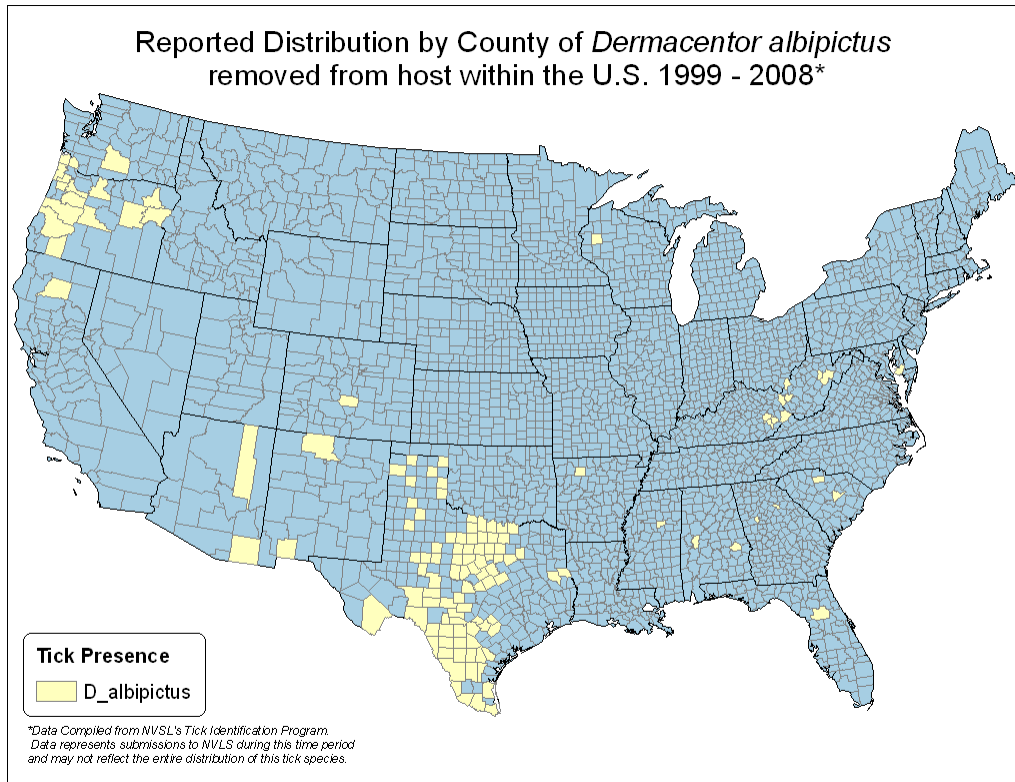 Reported Distribution by County of Dermacentor albipictus
removed from host within the U.S. 1999 - 2008*
Tick Presence
D_albipictus
*Data Compiled from NVSL's Tick Identification Program.
Data represents submissions to NVLS during this time period
and may not reflect the entire distribution of this tick species.